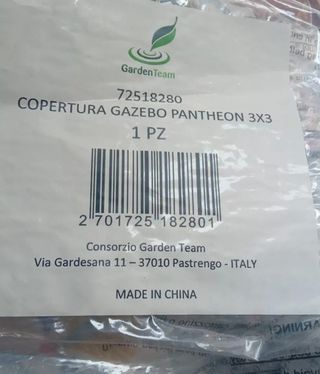 GardenTeam
72518280
COPERTURA GAZEBO PANTHEON 3X3
1 PZ
2 701725 182801
Consorzio Garden Team
Via Gardesana 11 – 37010 Pastrengo - ITALY
MADE IN CHINA
WARNING!